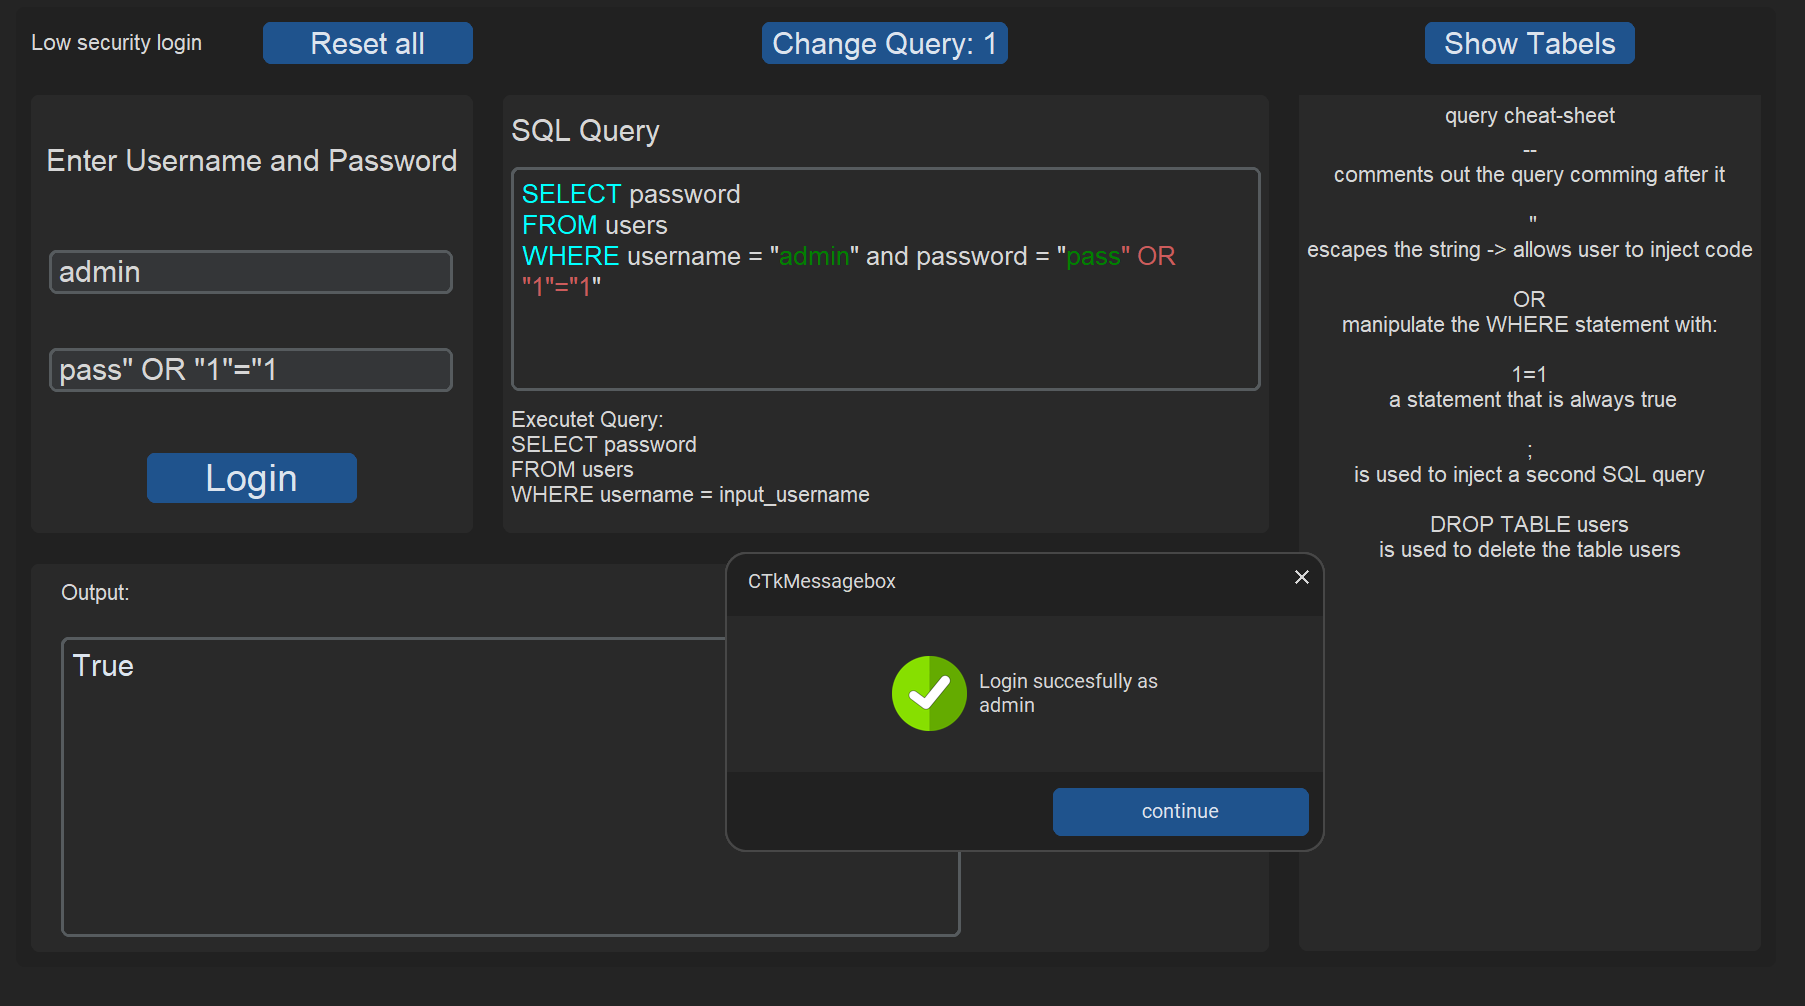 Low security login
Reset all
Change Query: 1
Show Tabels
Enter Username and Password
admin
pass" OR "1"="1
Login
SQL Query
SELECT password
FROM users
WHERE username = "admin" and password = "pass" OR
"1"="1"
Executet Query:
SELECT password
FROM users
WHERE username = input_username
query cheat-sheet
--
comments out the query comming after it
"
escapes the string -> allows user to inject code
OR
manipulate the WHERE statement with:
1=1
a statement that is always true
;
is used to inject a second SQL query
DROP TABLE users
is used to delete the table users
Output:
True
CTkMessagebox
Login succesfully as
admin
continue